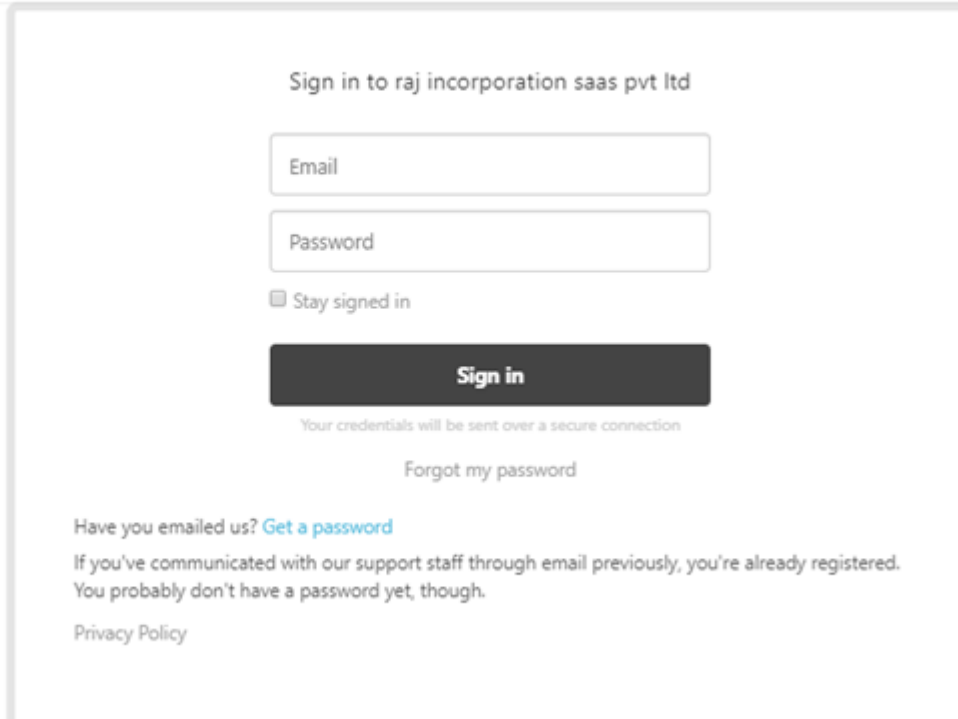 Sign in to raj incorporation saas pvt ltd
Email
Password
Stay signed in
Sign in
Your credentials will be sent over a secure connection
Forgot my password
Have you emailed us? Get a password
If you've communicated with our support staff through email previously, you're already registered.
You probably don't have a password yet, though.
Privacy Policy